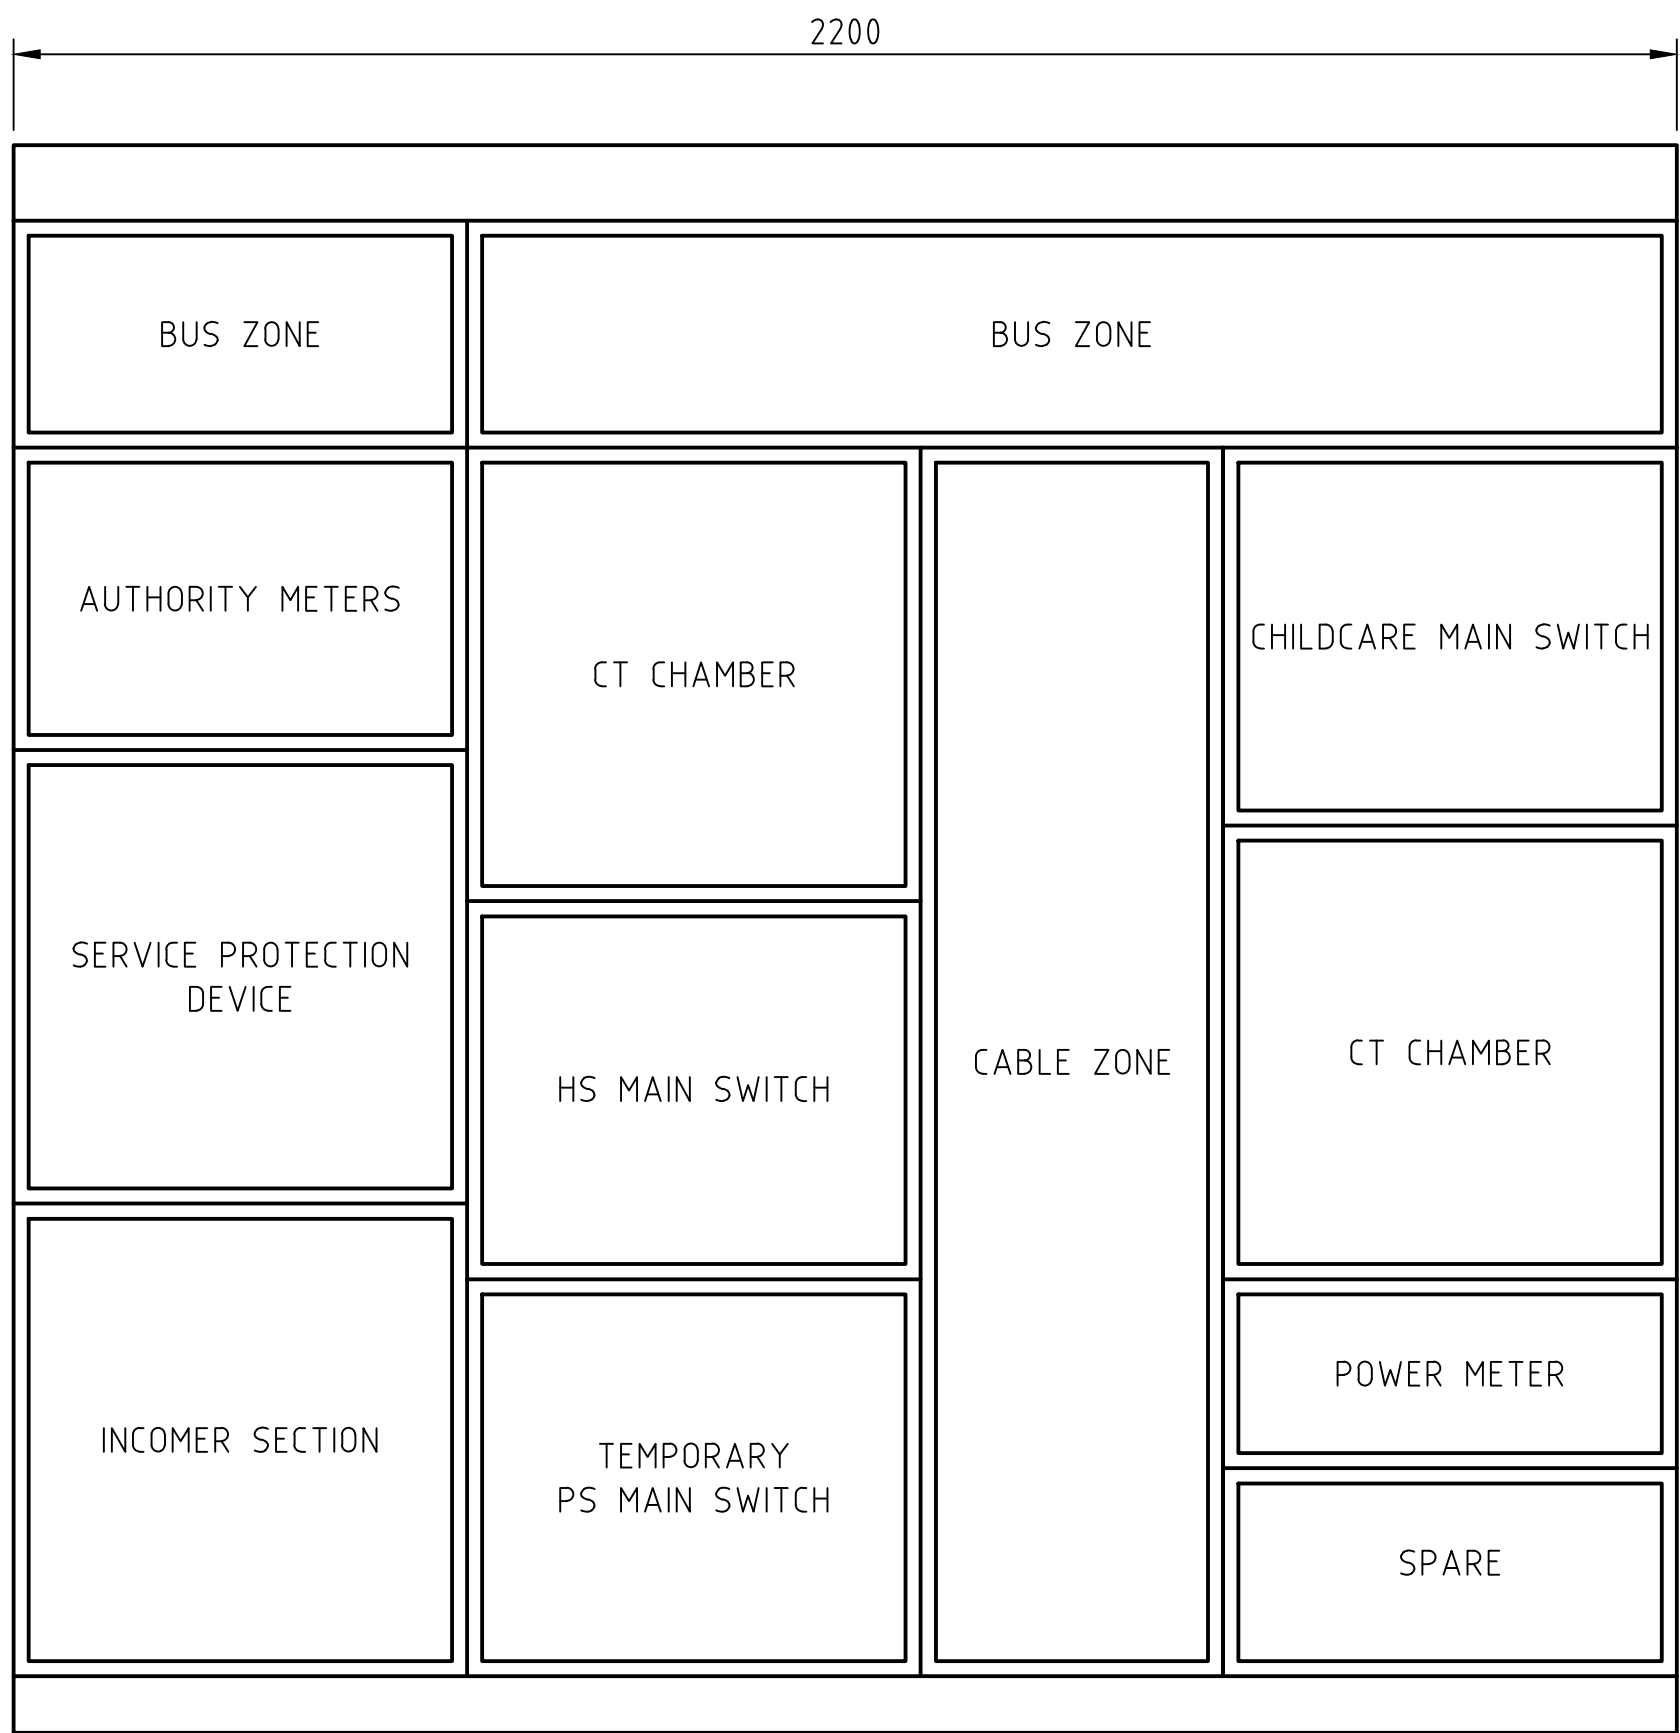 2200
BUS ZONE
BUS ZONE
AUTHORITY METERS
SERVICE PROTECTION
DEVICE
INCOMER SECTION
CT CHAMBER
HS MAIN SWITCH
TEMPORARY
PS MAIN SWITCH
CABLE ZONE
CHILDCARE MAIN SWITCH
CT CHAMBER
POWER METER
SPARE